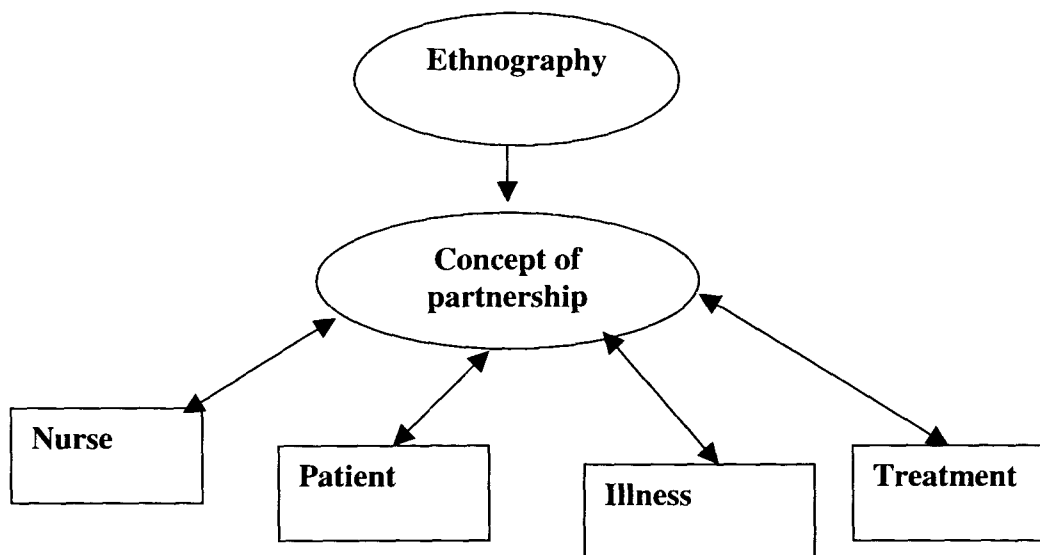 Ethnography
Concept of
partnership
Nurse
Patient
Illness
Treatment